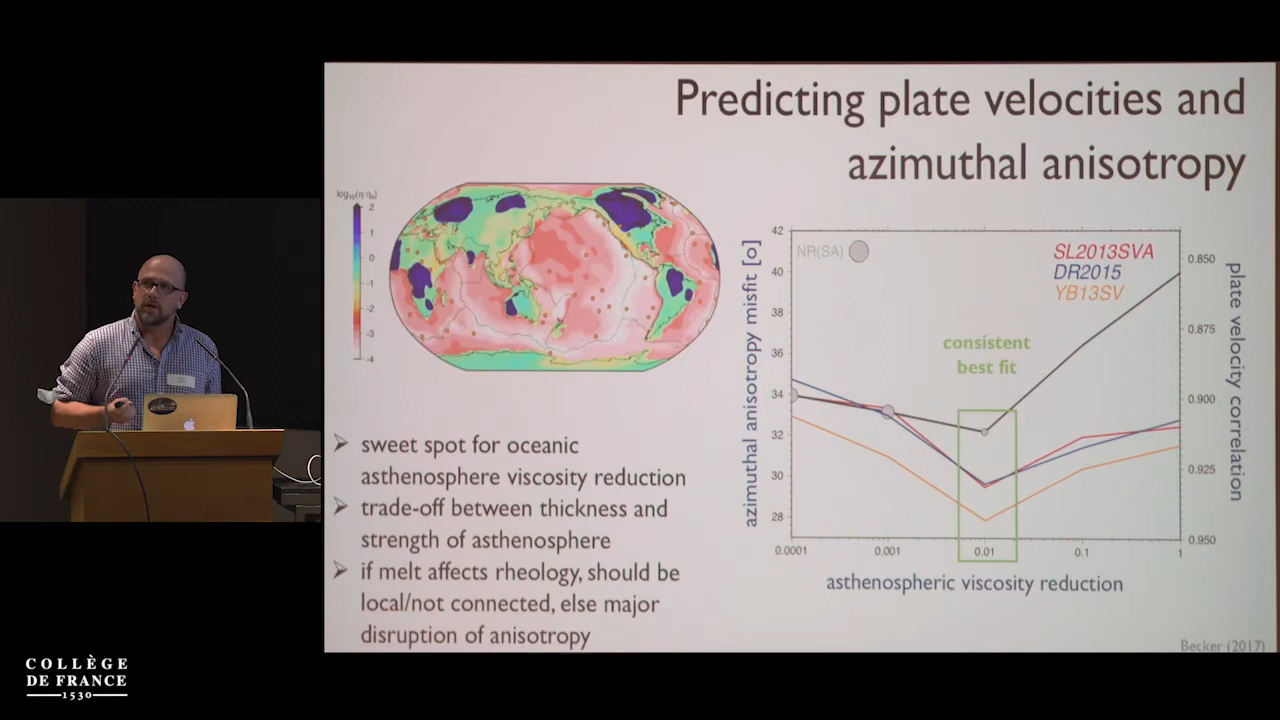 Predicting plate velocities and
azimuthal anisotropy
log₁₀(η/η₀)
2
1
0
-1
-2
-3
-4
➢ sweet spot for oceanic
asthenosphere viscosity reduction
➢ trade-off between thickness and
strength of asthenosphere
➢ if melt affects rheology, should be
local/not connected, else major
disruption of anisotropy
azimuthal anisotropy misfit [o]
42
40
38
36
34
32
30
28
NR(SA)
SL2013SVA
DR2015
YB13SV
consistent
best fit
0.850
0.875
0.900
0.925
0.950
plate velocity correlation
0.0001 0.001 0.01 0.1 1
asthenospheric viscosity reduction
Becker (2017)
COLLÈGE
DE FRANCE
1530